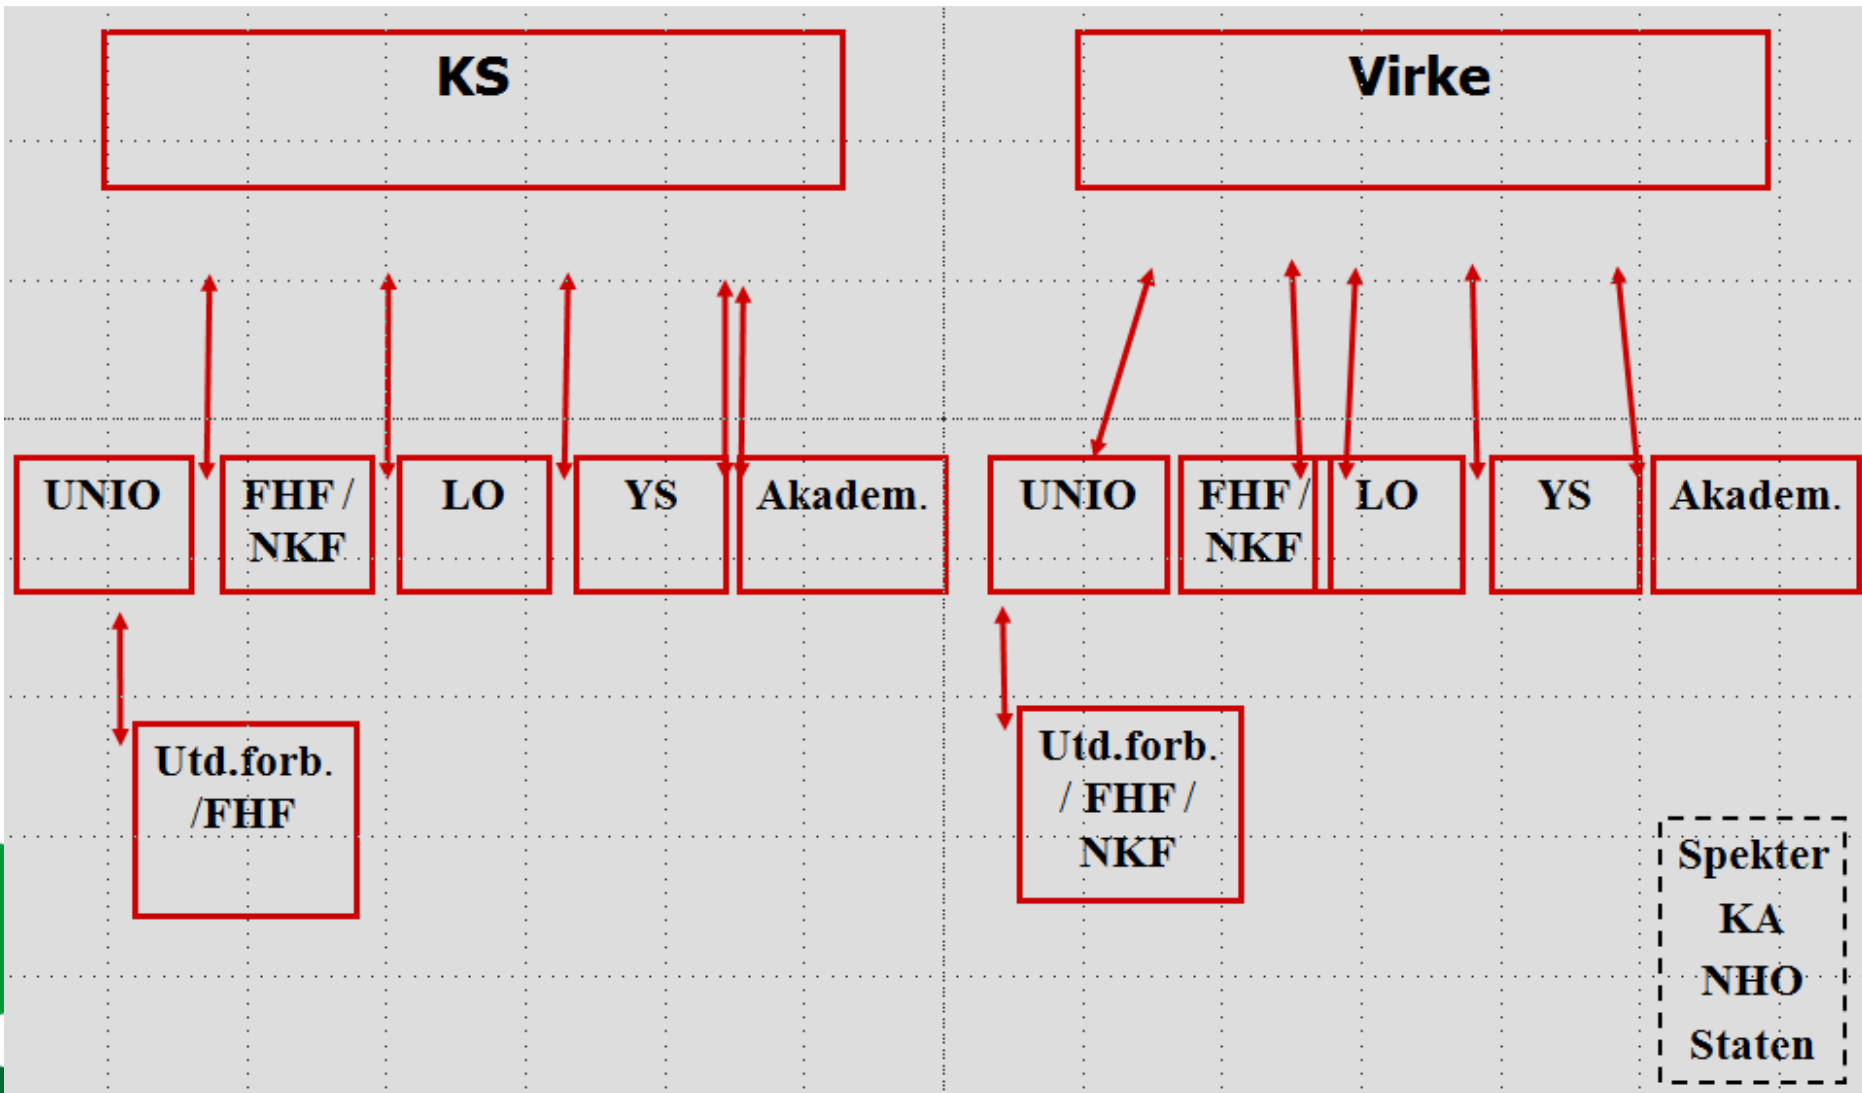 KS
Virke
UNIO
FHF /
NKF
LO
YS
Akadem.
UNIO
FHF /
NKF
LO
YS
Akadem.
Utd.forb.
/FHF
Utd.forb.
/ FHF /
NKF
Spekter
KA
NHO
Staten